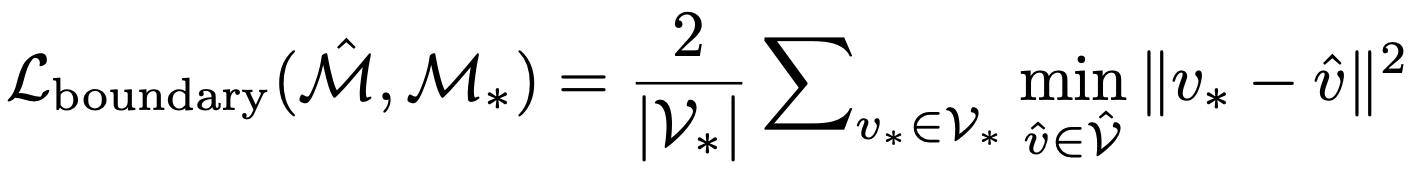 $\mathcal{L}_{\text{boundary}}(\hat{\mathcal{M}}, \mathcal{M}_*) = \frac{2}{|\mathcal{V}_*|} \sum_{v_* \in \mathcal{V}_*} \min_{\hat{v} \in \hat{\mathcal{V}}} \|v_* - \hat{v}\|^2$